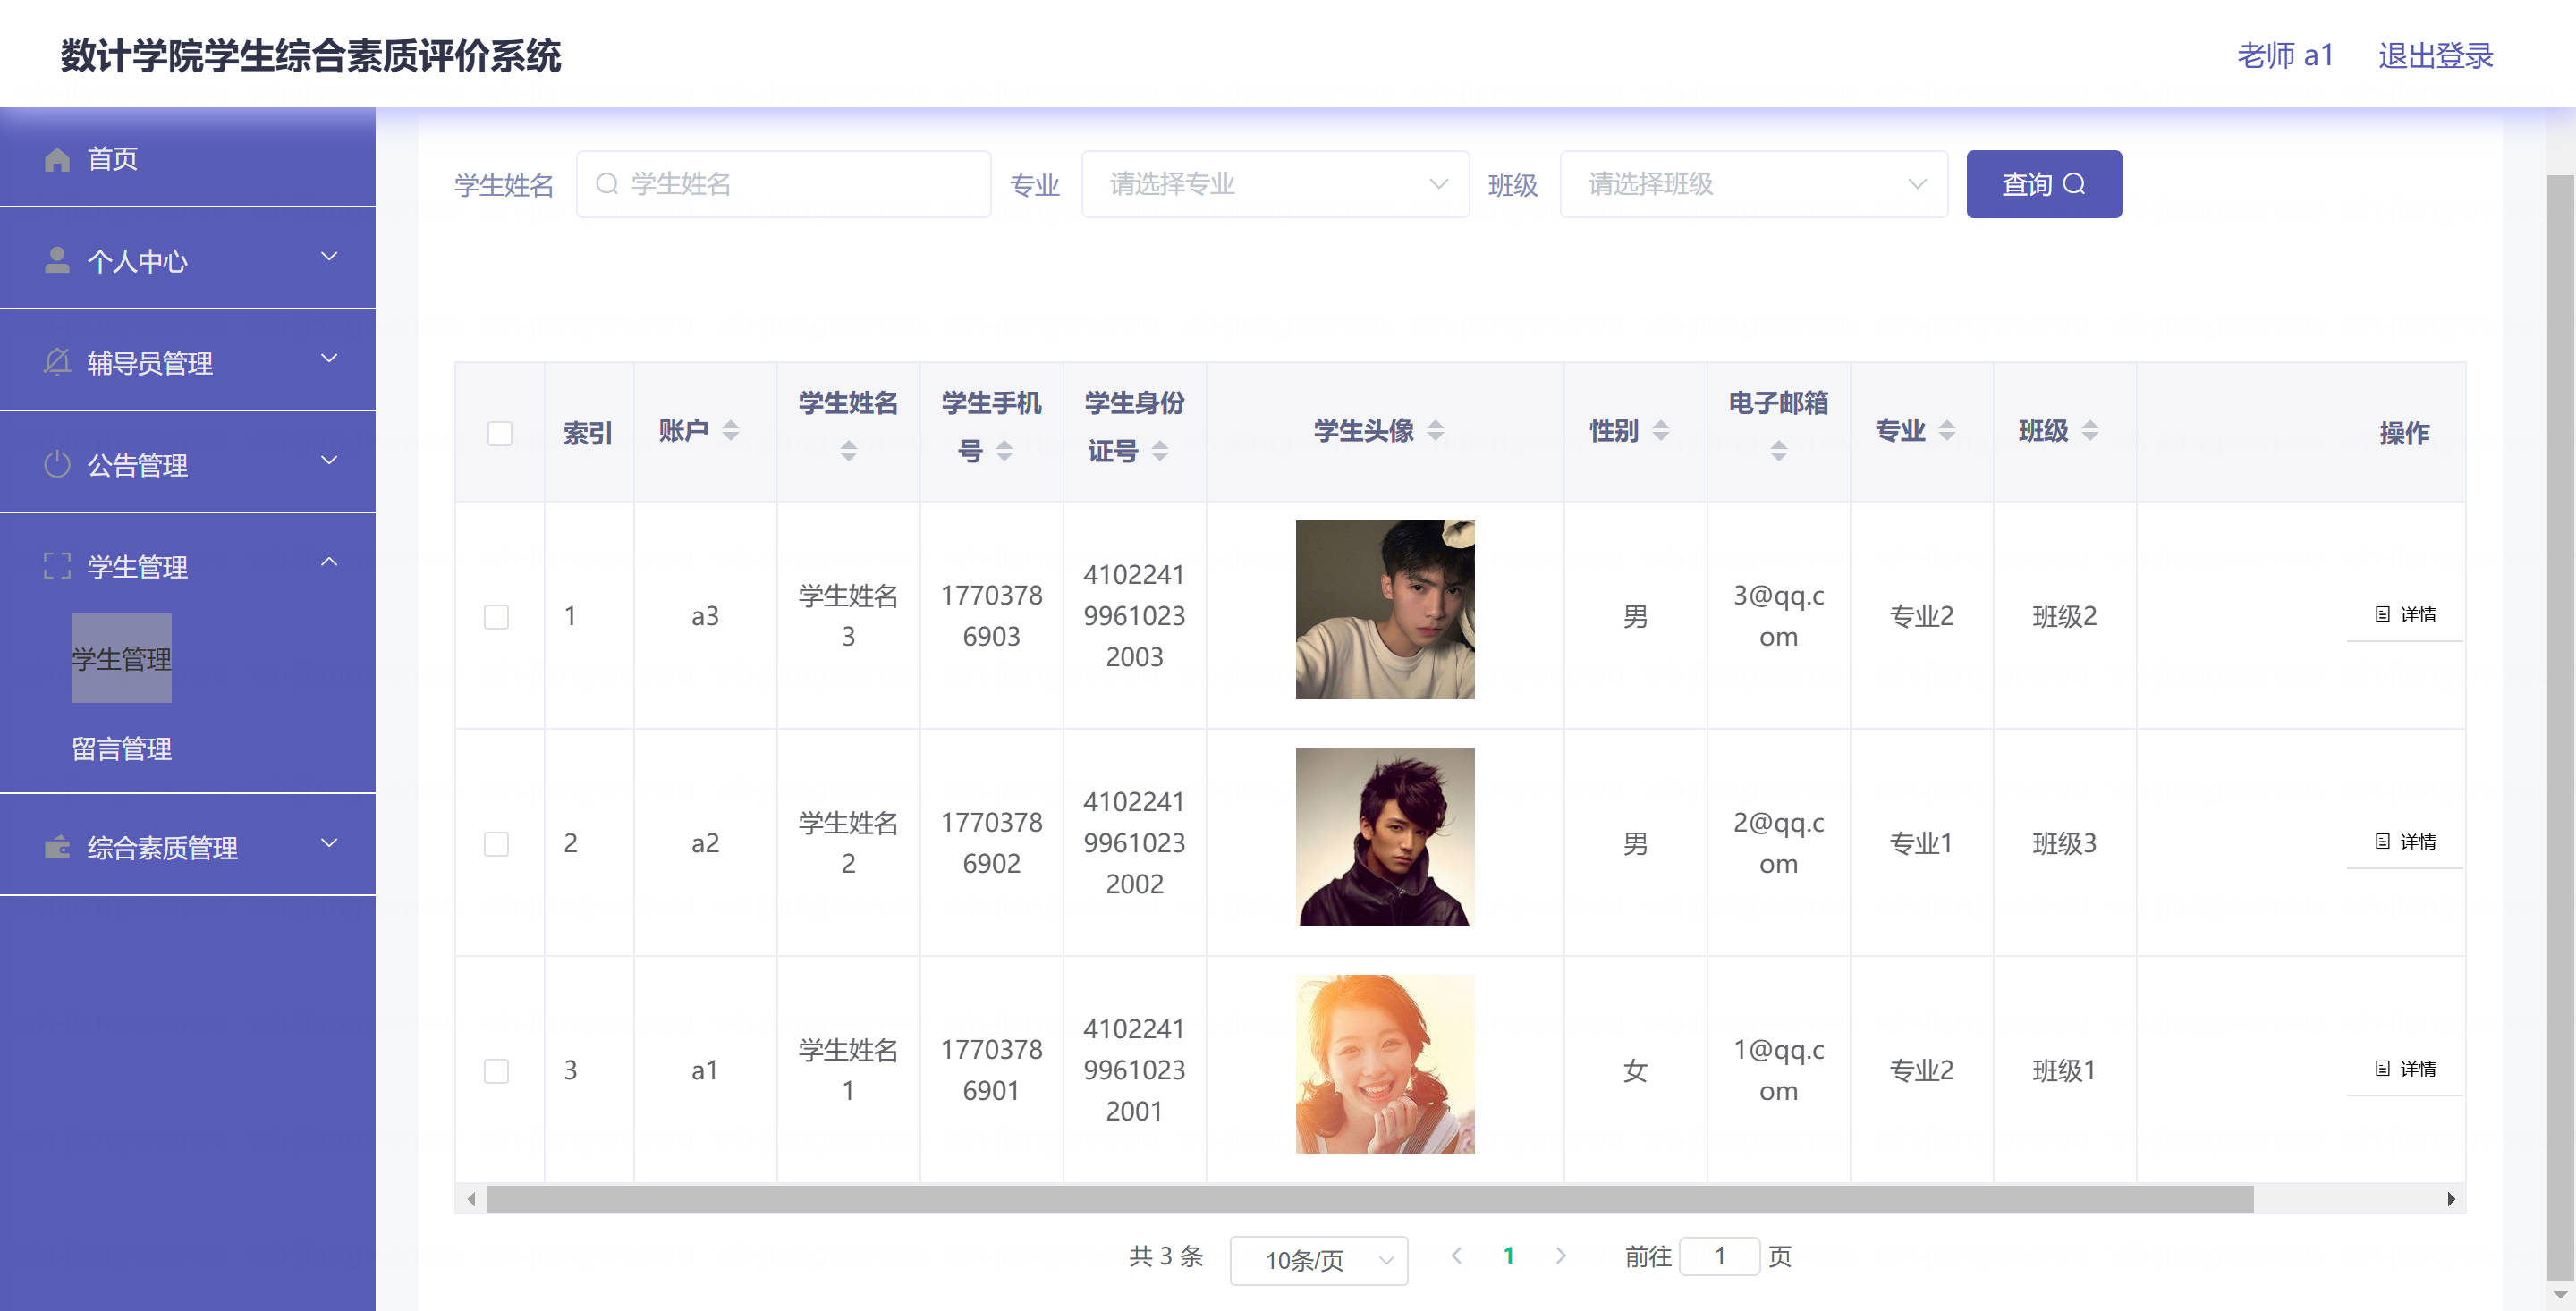 数计学院学生综合素质评价系统
老师 a1
退出登录
首页
个人中心
辅导员管理
公告管理
学生管理
学生管理
留言管理
综合素质管理
学生姓名 学生姓名 专业 请选择专业 班级 请选择班级 查询
索引 账户 学生姓名 学生手机号 学生身份证号 学生头像 性别 电子邮箱 专业 班级 操作
1 a3 学生姓名3 17703786903 410224199610232003 男 3@qq.com 专业2 班级2 详情
2 a2 学生姓名2 17703786902 410224199610232002 男 2@qq.com 专业1 班级3 详情
3 a1 学生姓名1 17703786901 410224199610232001 女 1@qq.com 专业2 班级1 详情
共 3 条 10条/页 1 前往 1 页